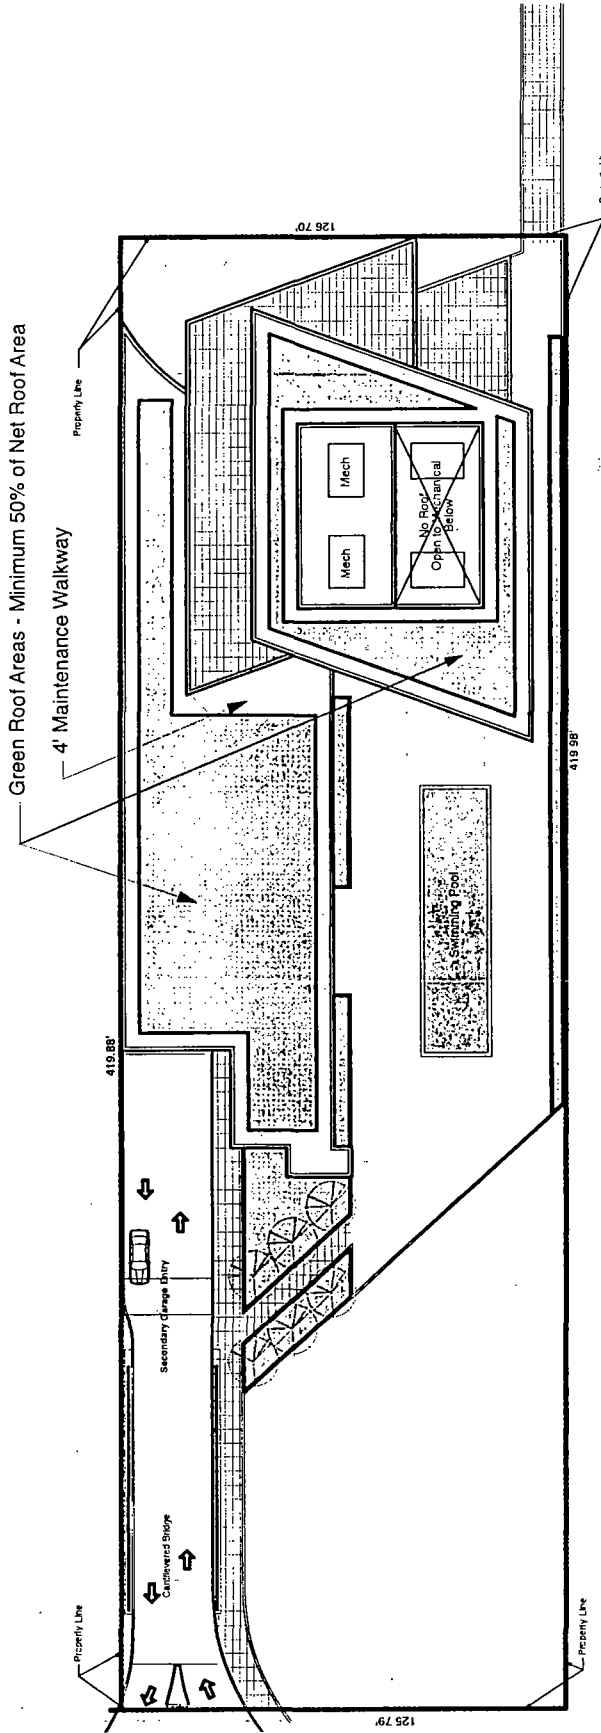 Green Roof Areas - Minimum 50% of Net Roof Area
4' Maintenance Walkway
Property Line
126 70'
Mech
Mech
No Roof
Open to Mechanical
Below
419.88'
419 98'
Swimming Pool
Secondary Garage Entry
Cantilevered Bridge
Property Line
Property Line
125 79'